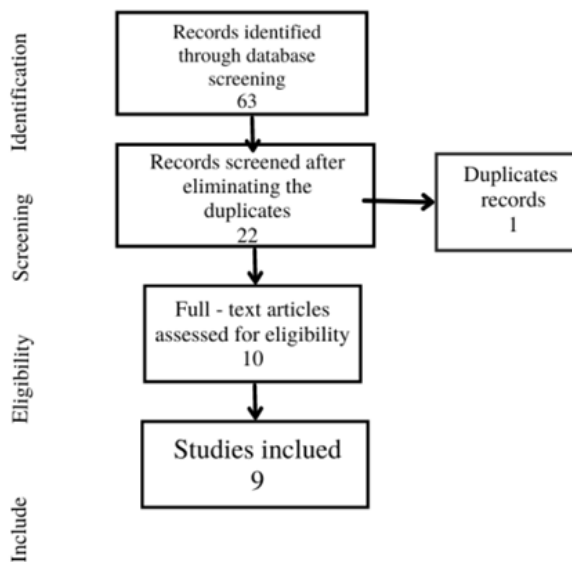 Identification
Records identified
through database
screening
63
Screening
Records screened after
eliminating the
duplicates
22
Duplicates
records
1
Eligibility
Full - text articles
assessed for eligibility
10
Include
Studies inclued
9